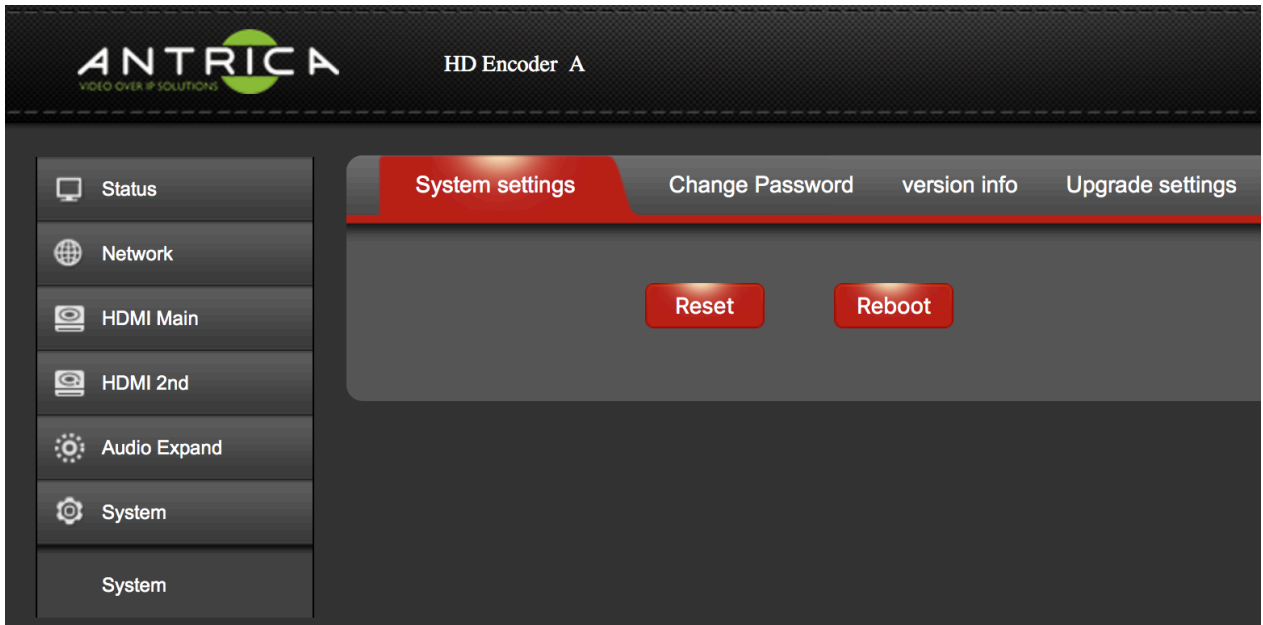 ANTRICA
VIDEO OVER IP SOLUTIONS
HD Encoder A
Status
Network
HDMI Main
HDMI 2nd
Audio Expand
System
System
System settings
Change Password
version info
Upgrade settings
Reset
Reboot